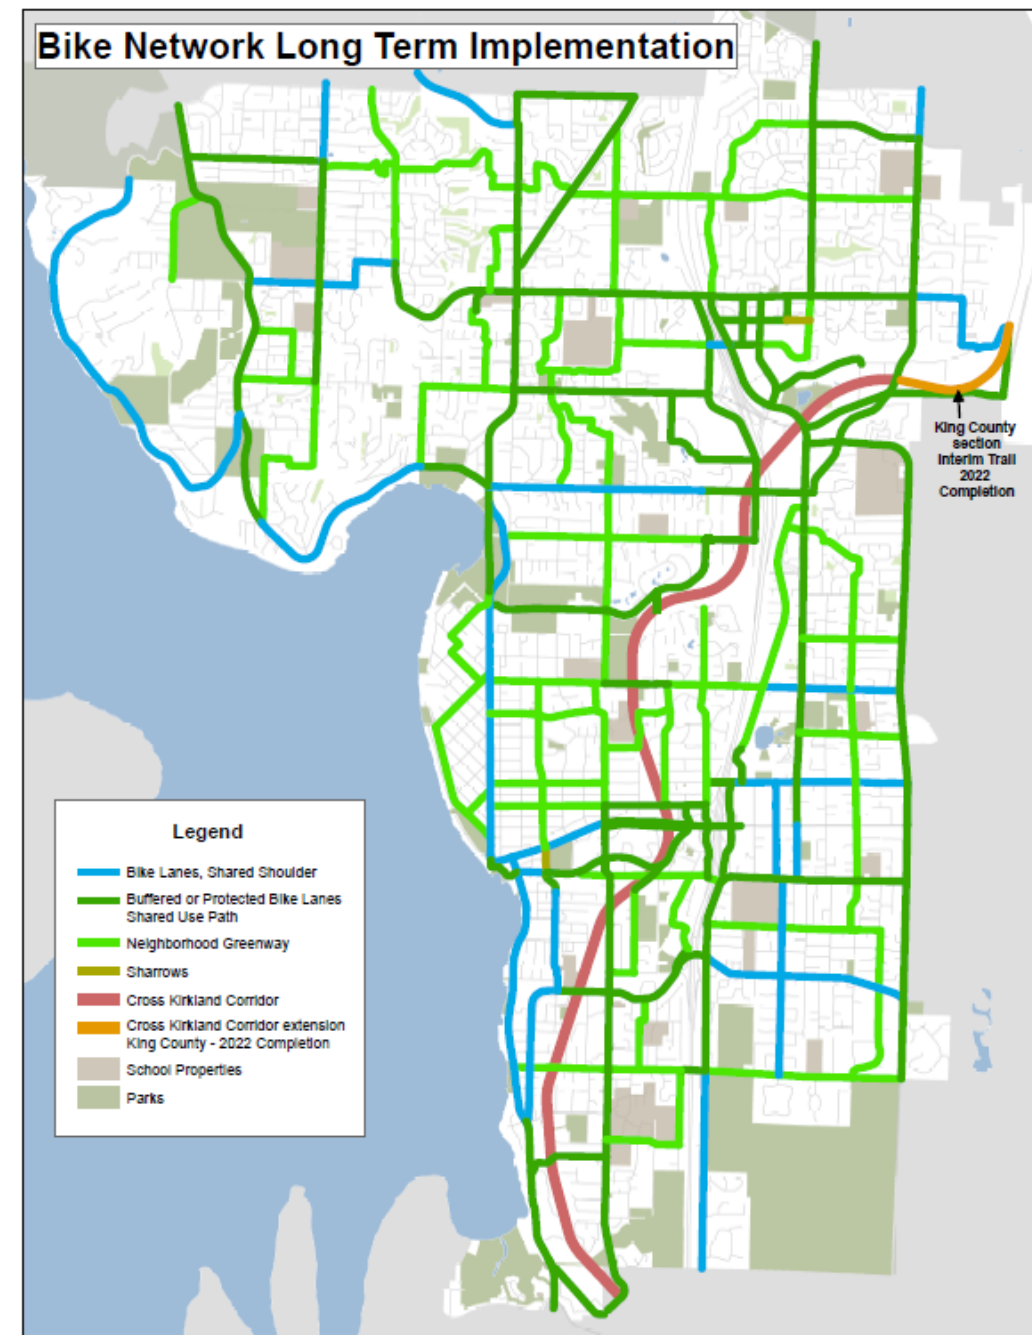 Bike Network Long Term Implementation
King County
section
Interim Trail
2022
Completion
Legend
Bike Lanes, Shared Shoulder
Buffered or Protected Bike Lanes
Shared Use Path
Neighborhood Greenway
Sharrows
Cross Kirkland Corridor
Cross Kirkland Corridor extension
King County - 2022 Completion
School Properties
Parks